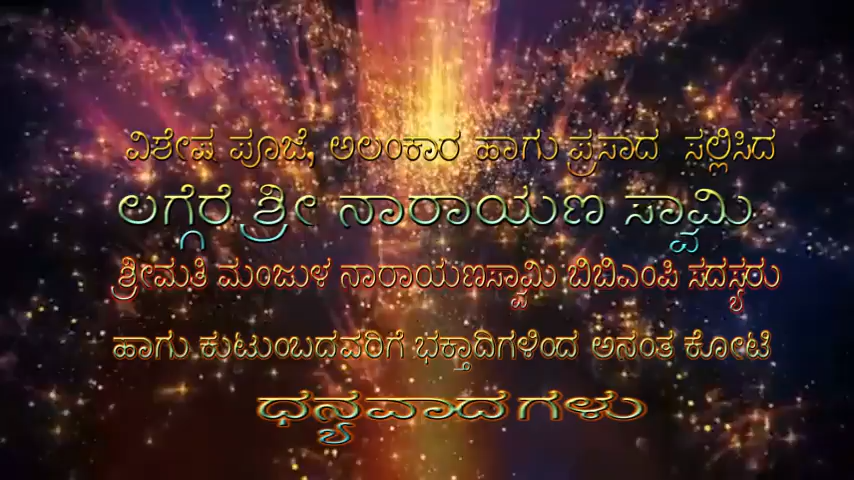 ವಿಶೇಷ ಪೂಜೆ, ಅಲಂಕಾರ ಹಾಗು ಪ್ರಸಾದ ಸಲ್ಲಿಸಿದ
ಲಗ್ಗೆರೆ ಶ್ರೀ ನಾರಾಯಣ ಸ್ವಾಮಿ
ಶ್ರೀಮತಿ ಮಂಜುಳ ನಾರಾಯಣಸ್ವಾಮಿ ಬಿಬಿಎಂಪಿ ಸದಸ್ಯರು
ಹಾಗು ಕುಟುಂಬದವರಿಗೆ ಭಕ್ತಾದಿಗಳಿಂದ ಅನಂತ ಕೋಟಿ
ಧನ್ಯವಾದಗಳು